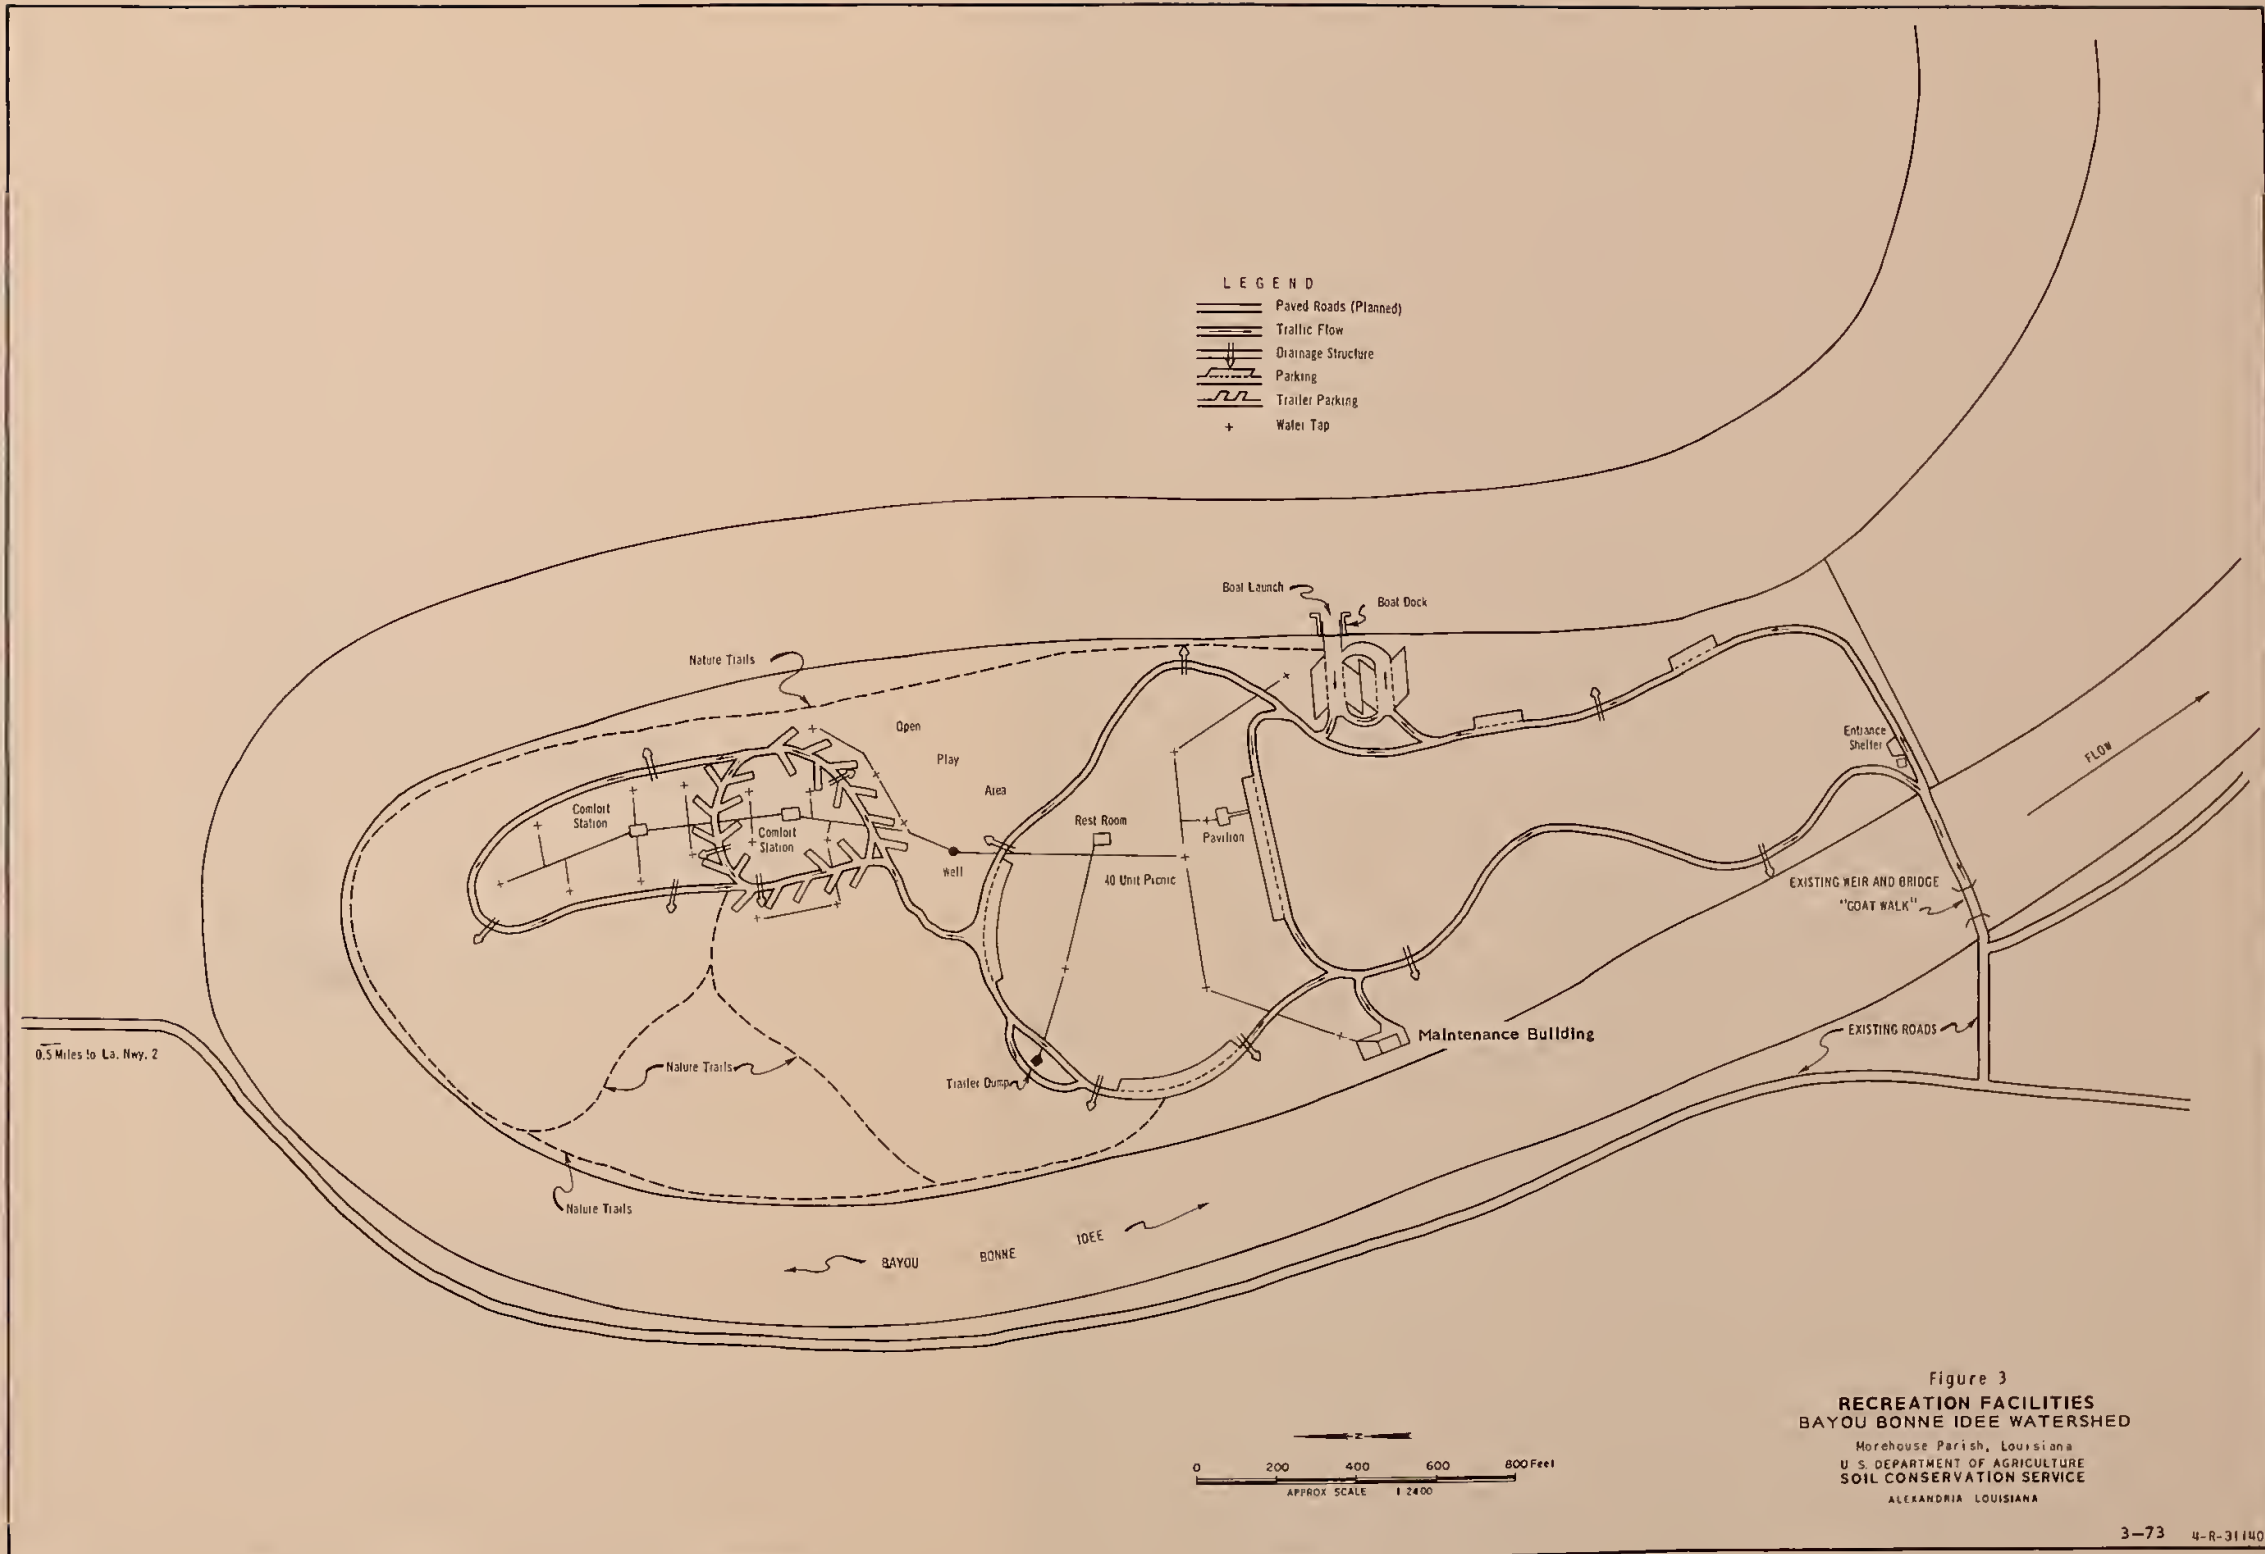 LEGEND
Paved Roads (Planned)
Traffic Flow
Drainage Structure
Parking
Trailer Parking
+ Water Tap
Boat Launch
Boat Dock
Nature Trails
Open
Play
Area
Entrance
Shelter
FLOW
Comfort
Station
Comfort
Station
Rest Room
Pavilion
Well
40 Unit Picnic
EXISTING WEIR AND BRIDGE
"GOAT WALK"
Maintenance Building
EXISTING ROADS
0.5 Miles to La. Hwy. 2
Nature Trails
Trailer Dump
Nature Trails
BAYOU BONNE IDEE
Z
0 200 400 600 800 Feet
APPROX SCALE 1:2400
Figure 3
RECREATION FACILITIES
BAYOU BONNE IDEE WATERSHED
Morehouse Parish, Louisiana
U.S. DEPARTMENT OF AGRICULTURE
SOIL CONSERVATION SERVICE
ALEXANDRIA LOUISIANA
3-73 4-R-31140